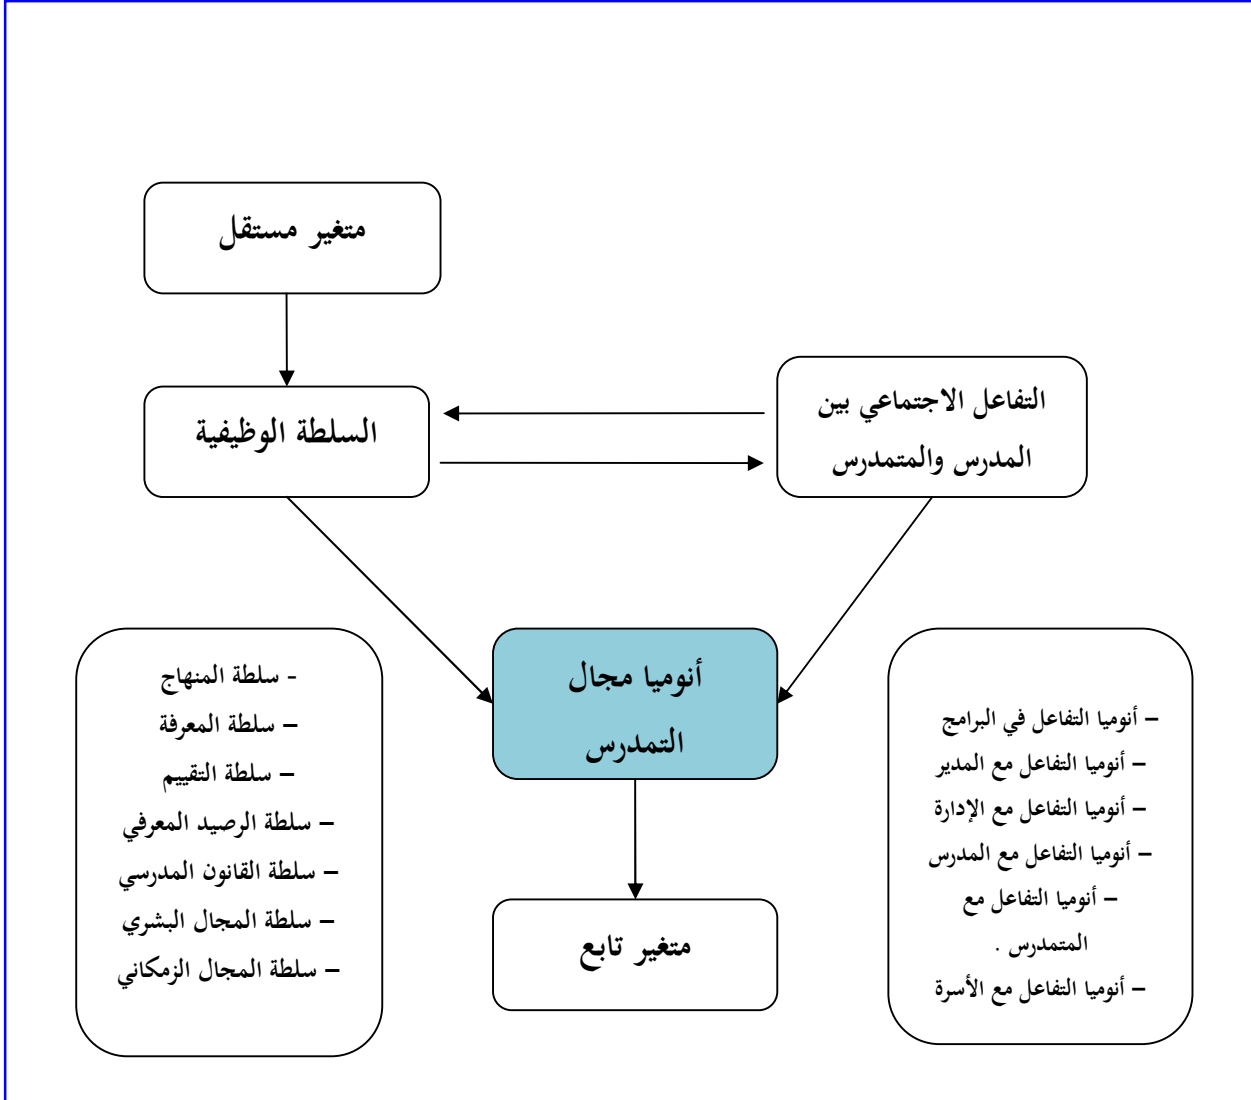 متغير مستقل
السلطة الوظيفية
التفاعل الاجتماعي بين
المدرس والمتمدرس
أنوميا مجال
التمدرس
- سلطة المنهاج
– سلطة المعرفة
– سلطة التقييم
– سلطة الرصيد المعرفي
– سلطة القانون المدرسي
– سلطة المجال البشري
– سلطة المجال الزمكاني
– أنوميا التفاعل في البرامج
– أنوميا التفاعل مع المدير
– أنوميا التفاعل مع الإدارة
– أنوميا التفاعل مع المدرس
– أنوميا التفاعل مع
المتمدرس .
– أنوميا التفاعل مع الأسرة
متغير تابع